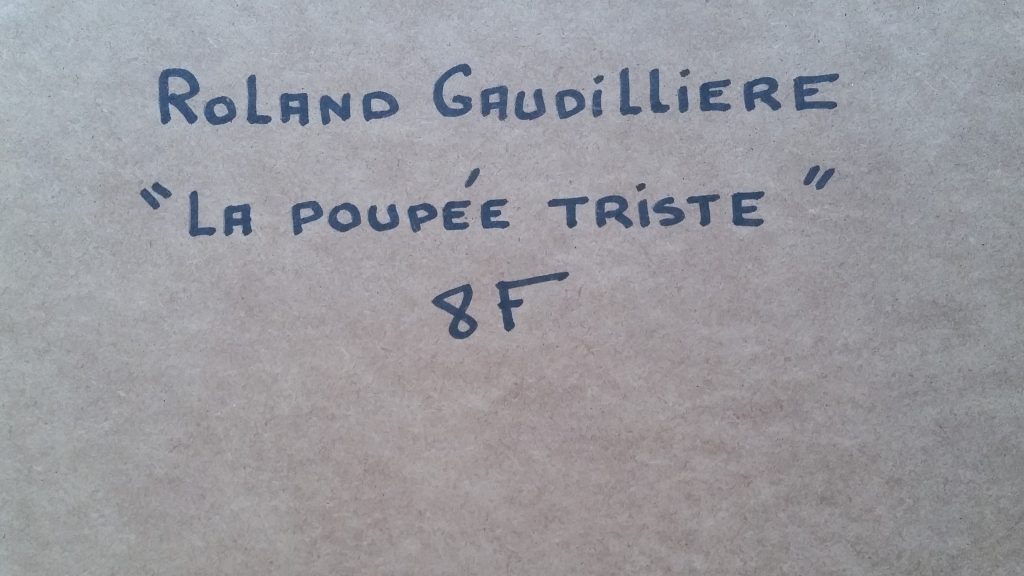 ROLAND GAUDILLIERE
"LA POUPÉE TRISTE"
8F